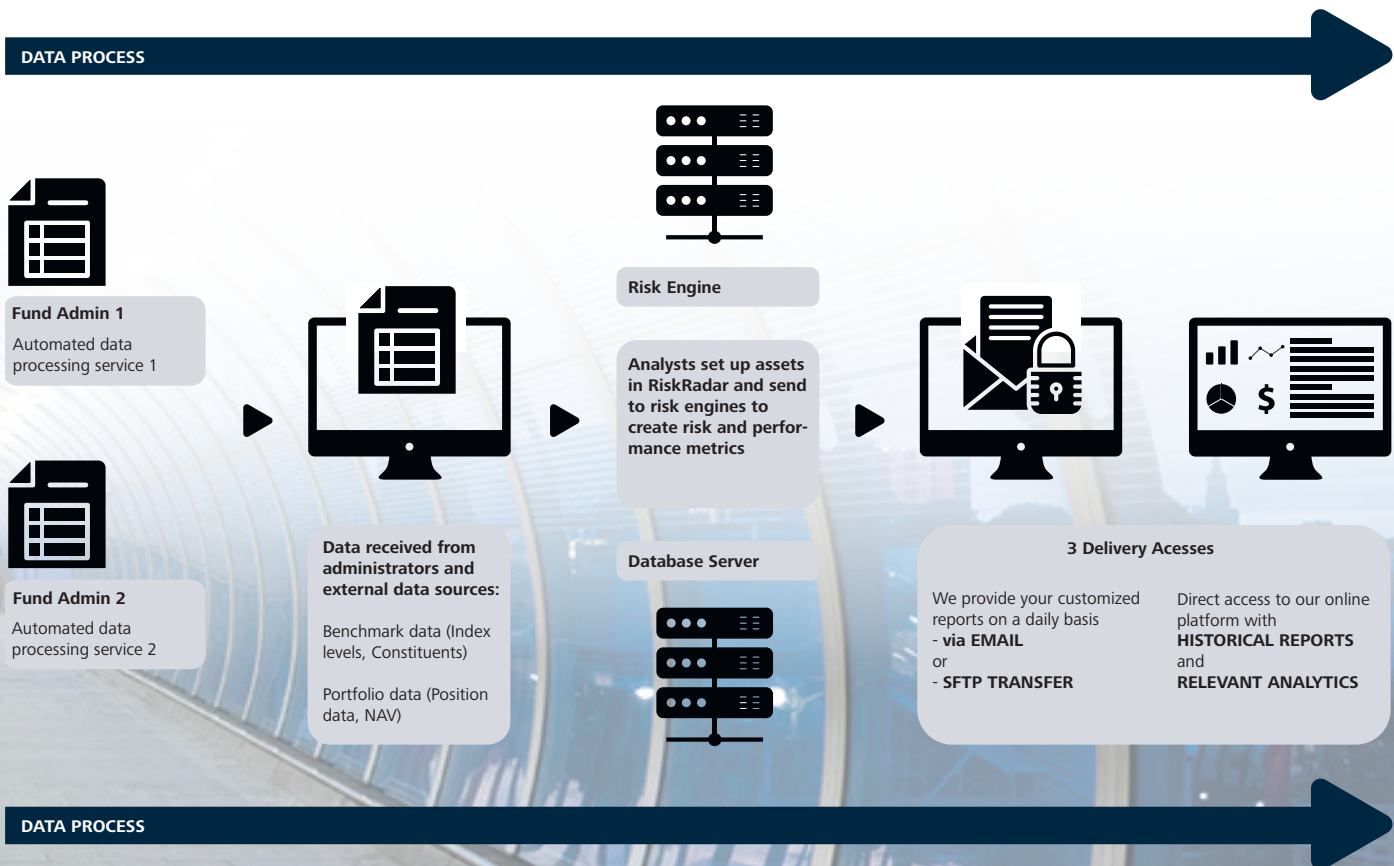 DATA PROCESS
Fund Admin 1
Automated data
processing service 1
Fund Admin 2
Automated data
processing service 2
Data received from
administrators and
external data sources:
Benchmark data (Index
levels, Constituents)
Portfolio data (Position
data, NAV)
Risk Engine
Analysts set up assets
in RiskRadar and send
to risk engines to
create risk and perfor-
mance metrics
Database Server
$
3 Delivery Acesses
We provide your customized
reports on a daily basis
- via EMAIL
or
- SFTP TRANSFER
Direct access to our online
platform with
HISTORICAL REPORTS
and
RELEVANT ANALYTICS
DATA PROCESS